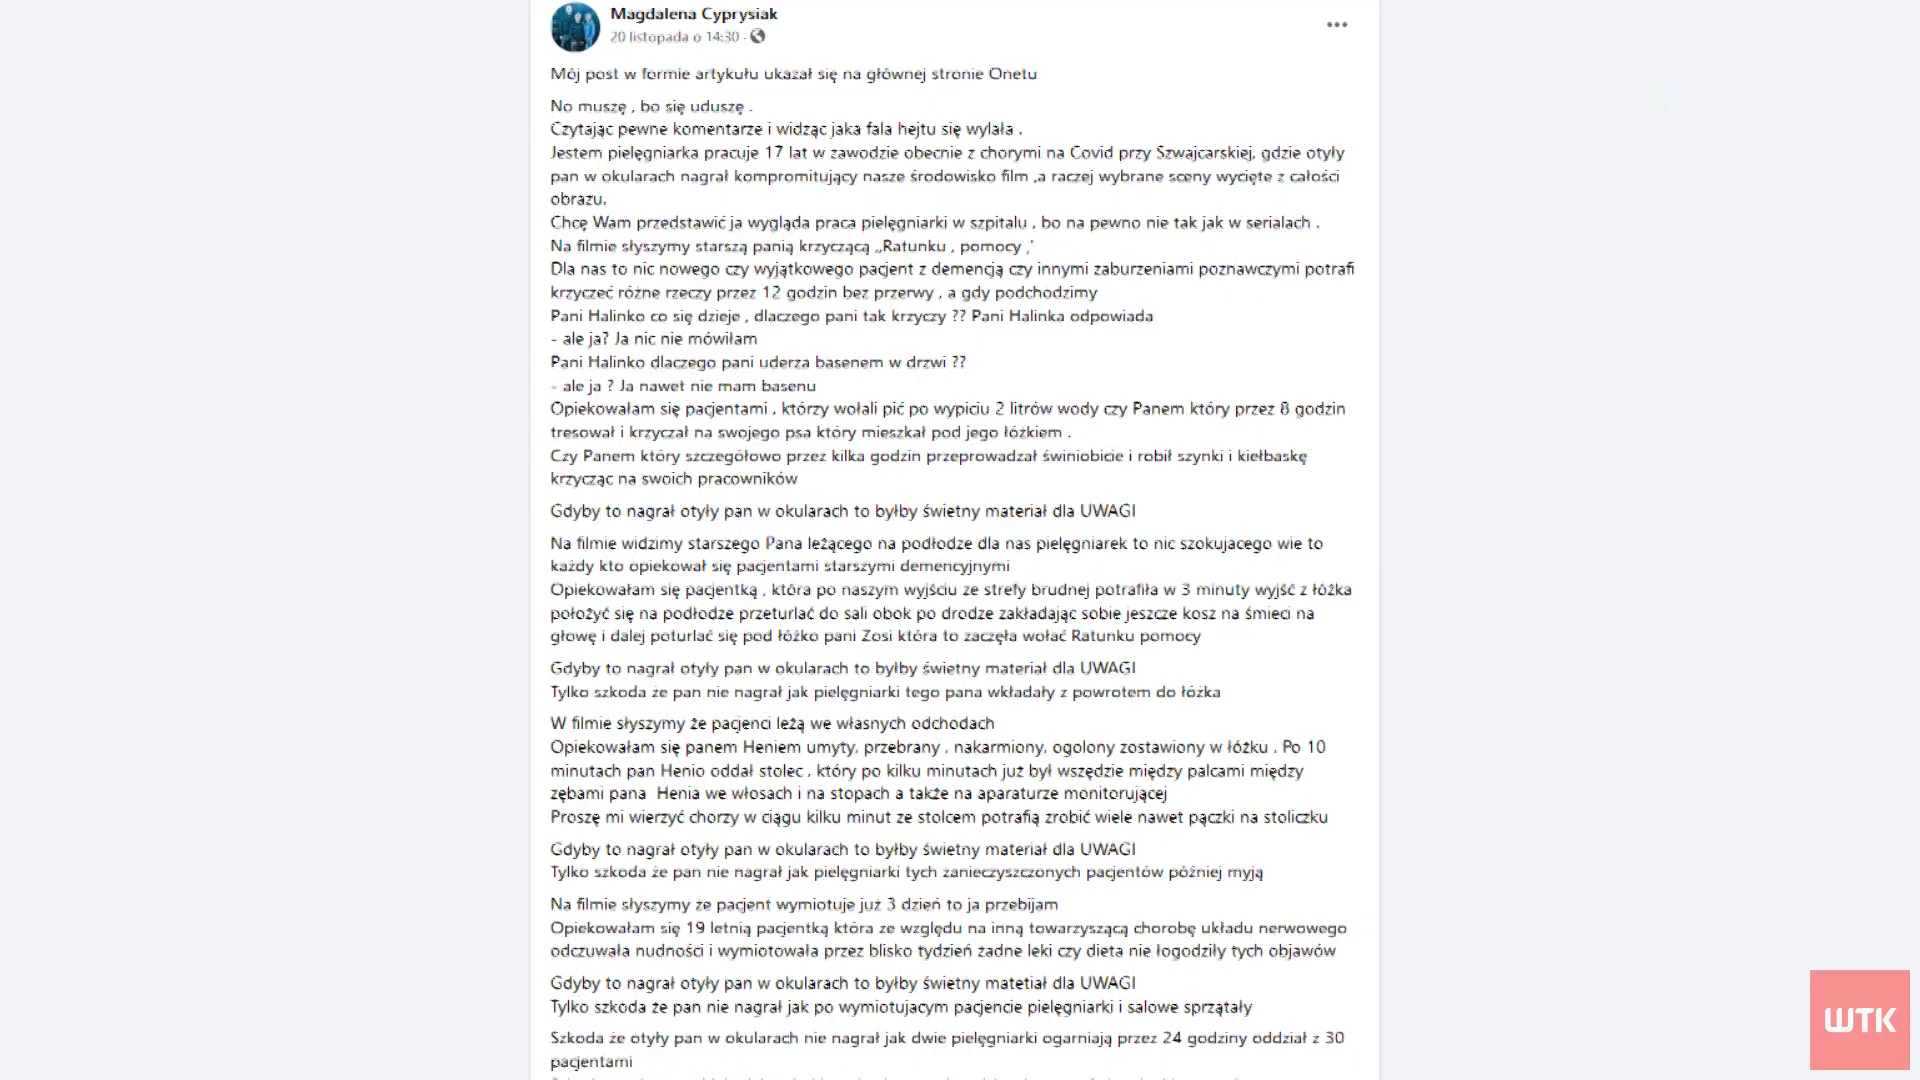 Magdalena Cyprysiak
20 listopada o 14:30 ·
Mój post w formie artykułu ukazał się na głównej stronie Onetu
No muszę , bo się uduszę .
Czytając pewne komentarze i widząc jaka fala hejtu się wylała .
Jestem pielęgniarka pracuje 17 lat w zawodzie obecnie z chorymi na Covid przy Szwajcarskiej, gdzie otyły
pan w okularach nagrał kompromitujący nasze środowisko film ,a raczej wybrane sceny wycięte z całości
obrazu.
Chcę Wam przedstawić ja wygląda praca pielęgniarki w szpitalu , bo na pewno nie tak jak w serialach .
Na filmie słyszymy starszą panią krzyczącą ,,Ratunku , pomocy ,'
Dla nas to nic nowego czy wyjątkowego pacjent z demencją czy innymi zaburzeniami poznawczymi potrafi
krzyczeć różne rzeczy przez 12 godzin bez przerwy , a gdy podchodzimy
Pani Halinko co się dzieje , dlaczego pani tak krzyczy ?? Pani Halinka odpowiada
- ale ja? Ja nic nie mówiłam
Pani Halinko dlaczego pani uderza basenem w drzwi ??
- ale ja ? Ja nawet nie mam basenu
Opiekowałam się pacjentami , którzy wołali pić po wypiciu 2 litrów wody czy Panem który przez 8 godzin
tresował i krzyczał na swojego psa który mieszkał pod jego łóżkiem .
Czy Panem który szczegółowo przez kilka godzin przeprowadzał świniobicie i robił szynki i kiełbaskę
krzycząc na swoich pracowników
Gdyby to nagrał otyły pan w okularach to byłby świetny materiał dla UWAGI
Na filmie widzimy starszego Pana leżącego na podłodze dla nas pielęgniarek to nic szokujacego wie to
każdy kto opiekował się pacjentami starszymi demencyjnymi
Opiekowałam się pacjentką , która po naszym wyjściu ze strefy brudnej potrafiła w 3 minuty wyjść z łóżka
położyć się na podłodze przeturlać do sali obok po drodze zakładając sobie jeszcze kosz na śmieci na
głowę i dalej poturlać się pod łóżko pani Zosi która to zaczęła wołać Ratunku pomocy
Gdyby to nagrał otyły pan w okularach to byłby świetny materiał dla UWAGI
Tylko szkoda że pan nie nagrał jak pielęgniarki tego pana wkładały z powrotem do łóżka
W filmie słyszymy że pacjenci leżą we własnych odchodach
Opiekowałam się panem Heniem umyty, przebrany , nakarmiony, ogolony zostawiony w łóżku . Po 10
minutach pan Henio oddał stolec , który po kilku minutach już był wszędzie między palcami między
zębami pana Henia we włosach i na stopach a także na aparaturze monitorującej
Proszę mi wierzyć chorzy w ciągu kilku minut ze stolcem potrafią zrobić wiele nawet pączki na stoliczku
Gdyby to nagrał otyły pan w okularach to byłby świetny materiał dla UWAGI
Tylko szkoda że pan nie nagrał jak pielęgniarki tych zanieczyszczonych pacjentów później myją
Na filmie słyszymy że pacjent wymiotuje już 3 dzień to ja przebijam
Opiekowałam się 19 letnią pacjentką która ze względu na inną towarzyszącą chorobę układu nerwowego
odczuwała nudności i wymiotowała przez blisko tydzień żadne leki czy dieta nie łogodziły tych objawów
Gdyby to nagrał otyły pan w okularach to byłby świetny matetiał dla UWAGI
Tylko szkoda że pan nie nagrał jak po wymiotujacym pacjencie pielęgniarki i salowe sprzątały
Szkoda że otyły pan w okularach nie nagrał jak dwie pielęgniarki ogarniają przez 24 godziny oddział z 30
pacjentami
WTK